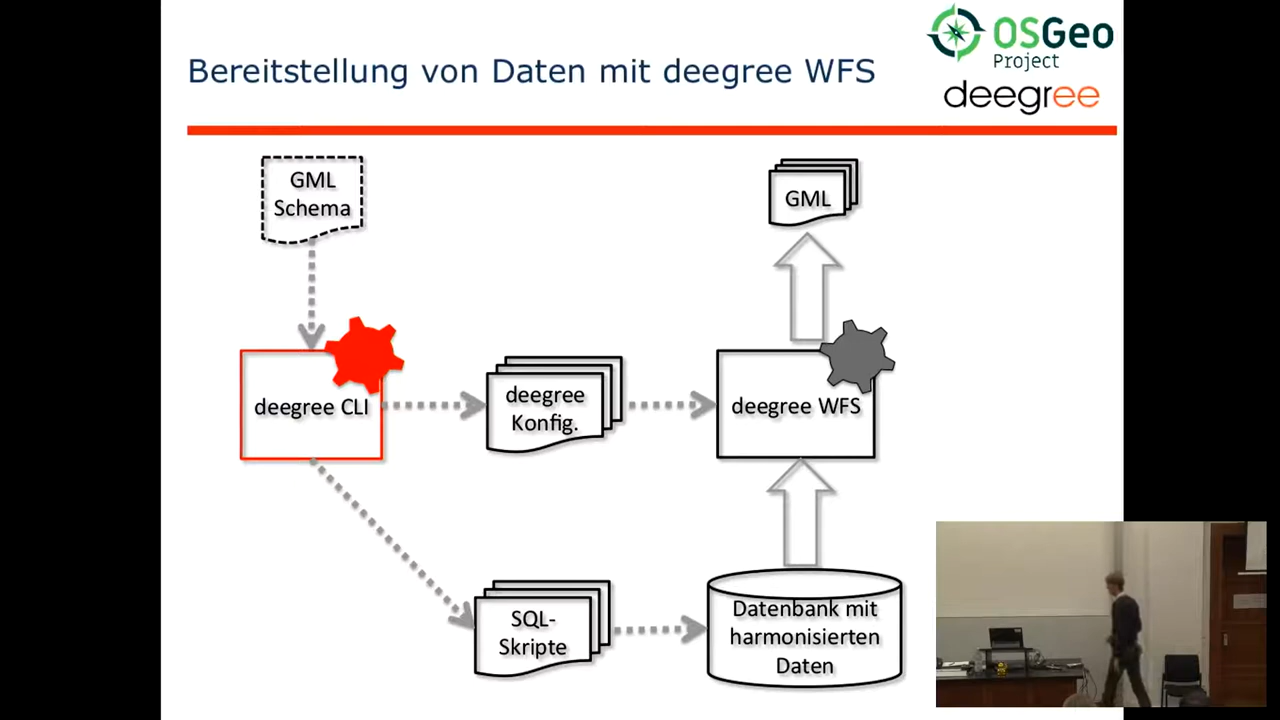 Bereitstellung von Daten mit deegree WFS
OSGeo
Project
deegree
GML
Schema
GML
deegree CLI
deegree
Konfig.
deegree WFS
SQL-
Skripte
Datenbank mit
harmonisierten
Daten